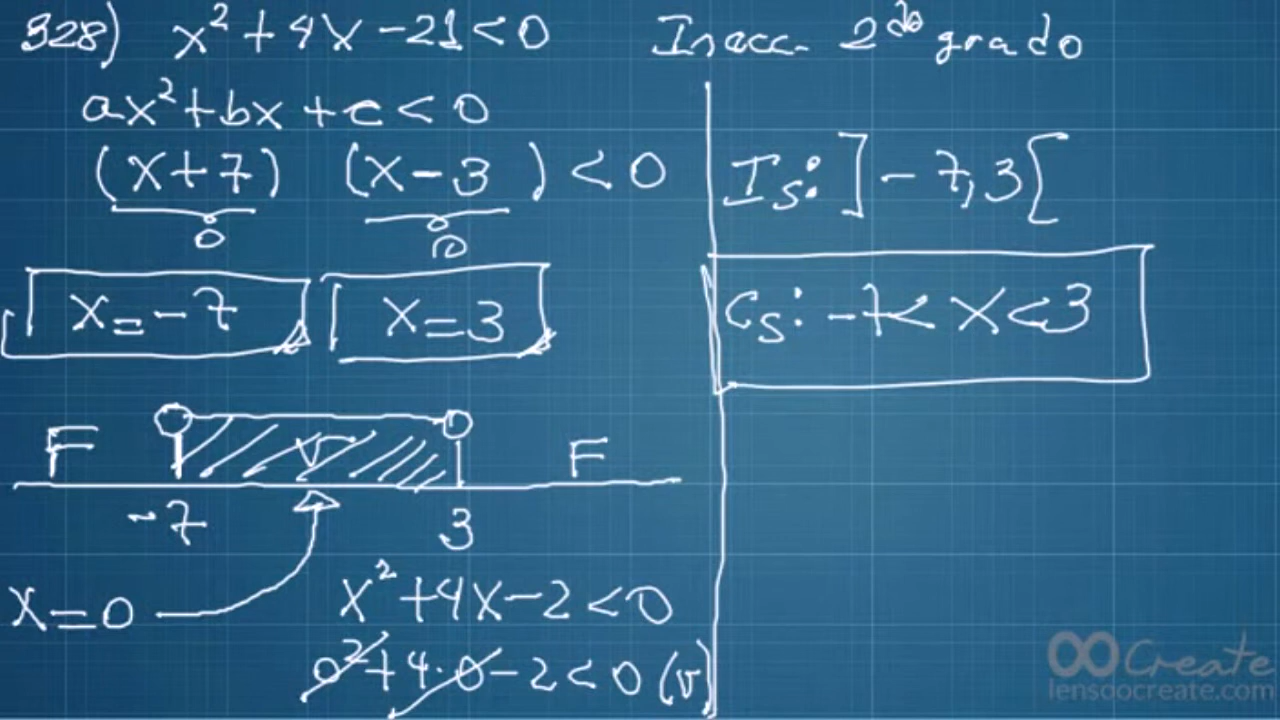 328) x² + 4x - 21 < 0
ax² + bx + c < 0
(x + 7) (x - 3) < 0
0 0
x = -7 x = 3
F V F
-7 3
x = 0
x² + 4x - 2 < 0
0² + 4·0 - 2 < 0 (v)
Inecc. 2do grado
Is: ]-7, 3[
Cs: -7 < x < 3
Create
lensoocreate.com